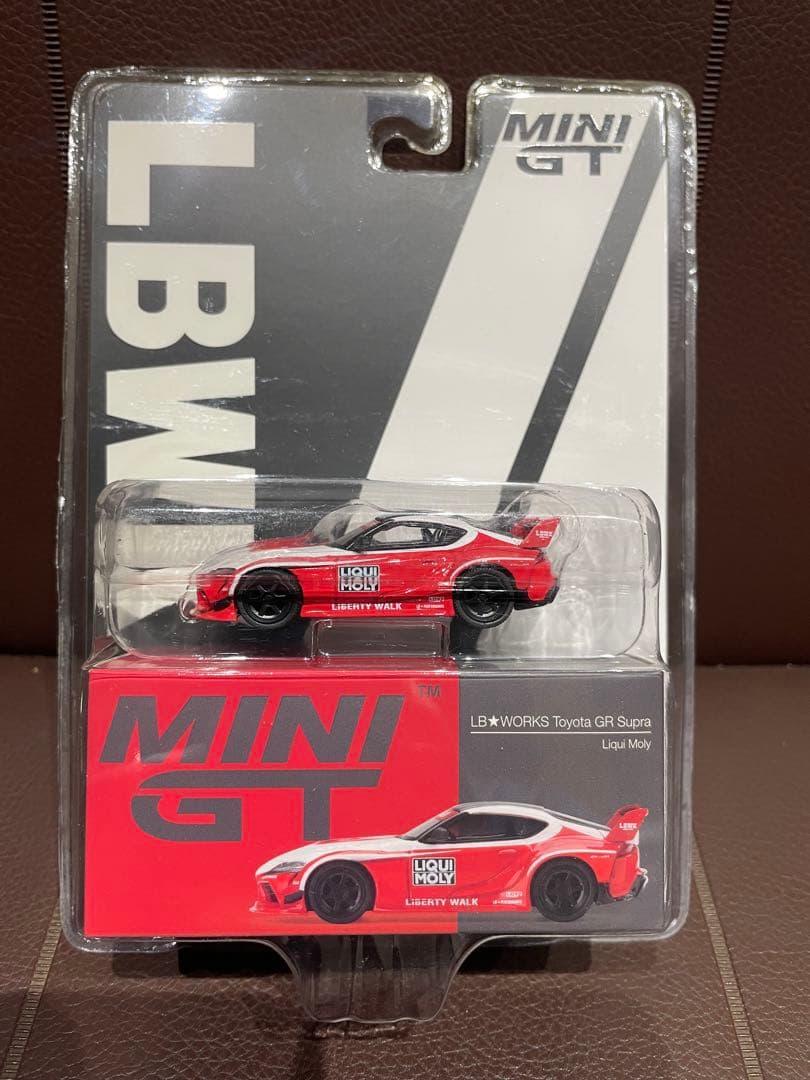 MINI
GT
LBW
LIQUI
MOLY
LIBERTY WALK
MINI
GT
TM
LB★WORKS Toyota GR Supra
Liqui Moly
LIQUI
MOLY
LIBERTY WALK